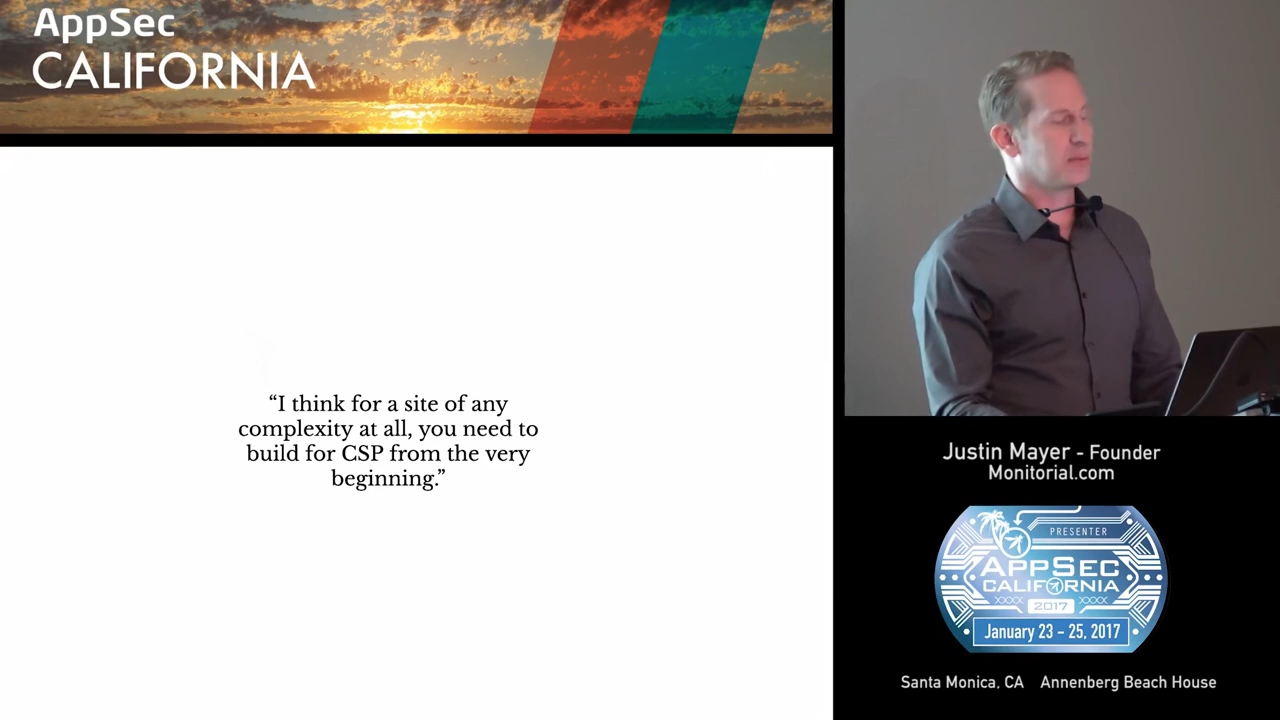 AppSec
CALIFORNIA
“I think for a site of any
complexity at all, you need to
build for CSP from the very
beginning.”
Justin Mayer - Founder
Monitorial.com
PRESENTER
APPSEC
CALIFORNIA
XXXX 2017 XXXX
January 23 - 25, 2017
Santa Monica, CA Annenberg Beach House